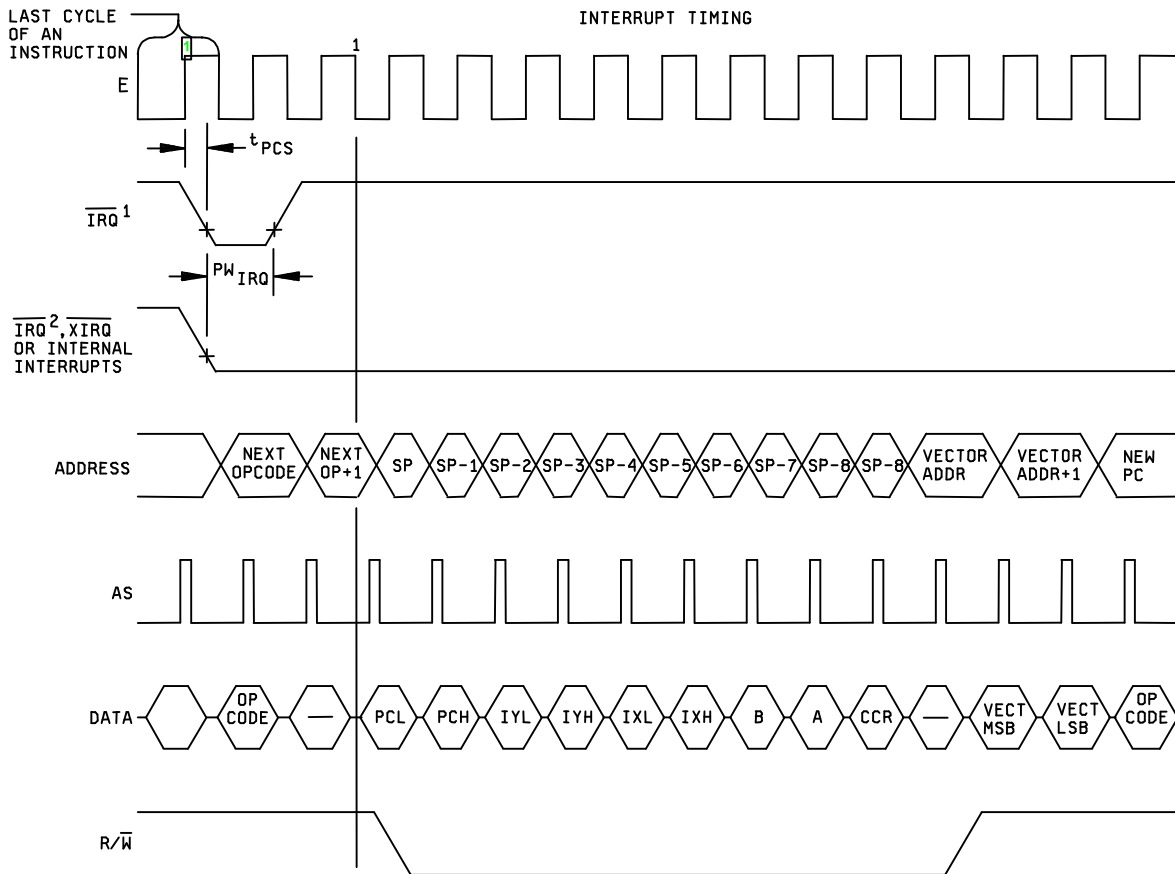 LAST CYCLE
OF AN
INSTRUCTION
INTERRUPT TIMING
1
1
E
tPCS
IRQ1
PWIRQ
IRQ2,XIRQ
OR INTERNAL
INTERRUPTS
ADDRESS
NEXT
OPCODE
NEXT
OP+1
SP
SP-1
SP-2
SP-3
SP-4
SP-5
SP-6
SP-7
SP-8
SP-8
VECTOR
ADDR
VECTOR
ADDR+1
NEW
PC
AS
DATA
OP
CODE
—
PCL
PCH
IYL
IYH
IXL
IXH
B
A
CCR
—
VECT
MSB
VECT
LSB
OP
CODE
R/W